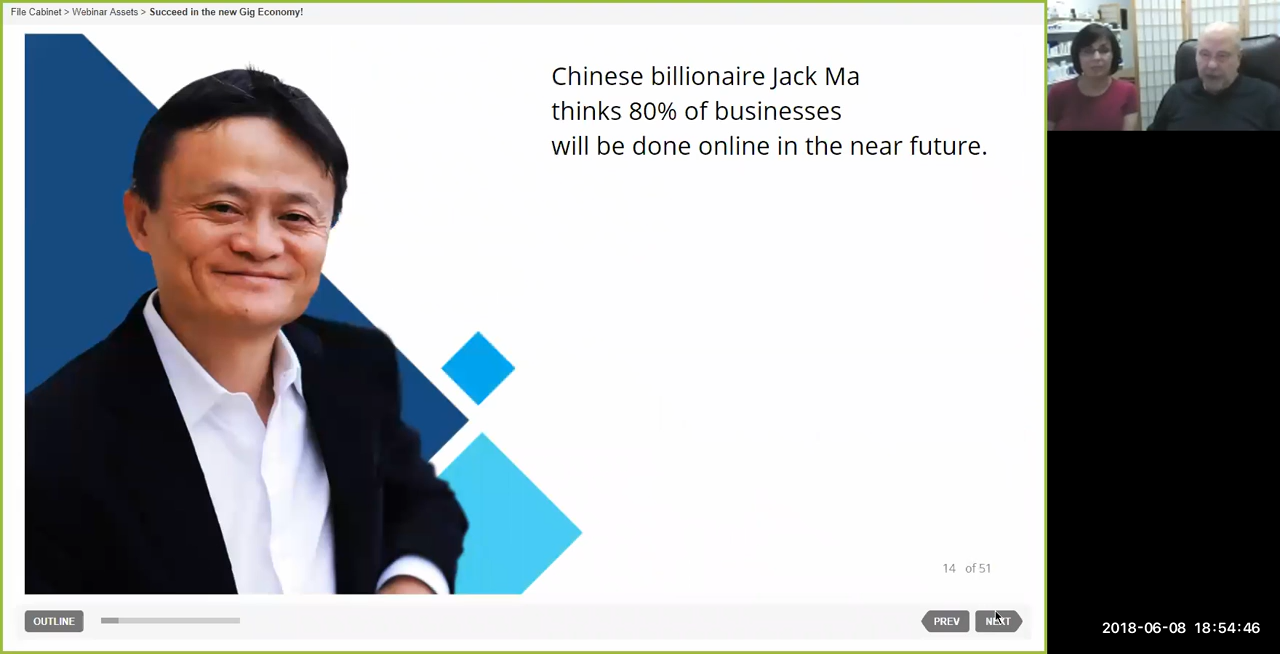 File Cabinet > Webinar Assets > Succeed in the new Gig Economy!
Chinese billionaire Jack Ma
thinks 80% of businesses
will be done online in the near future.
14 of 51
OUTLINE
PREV
NEXT
2018-06-08 18:54:46